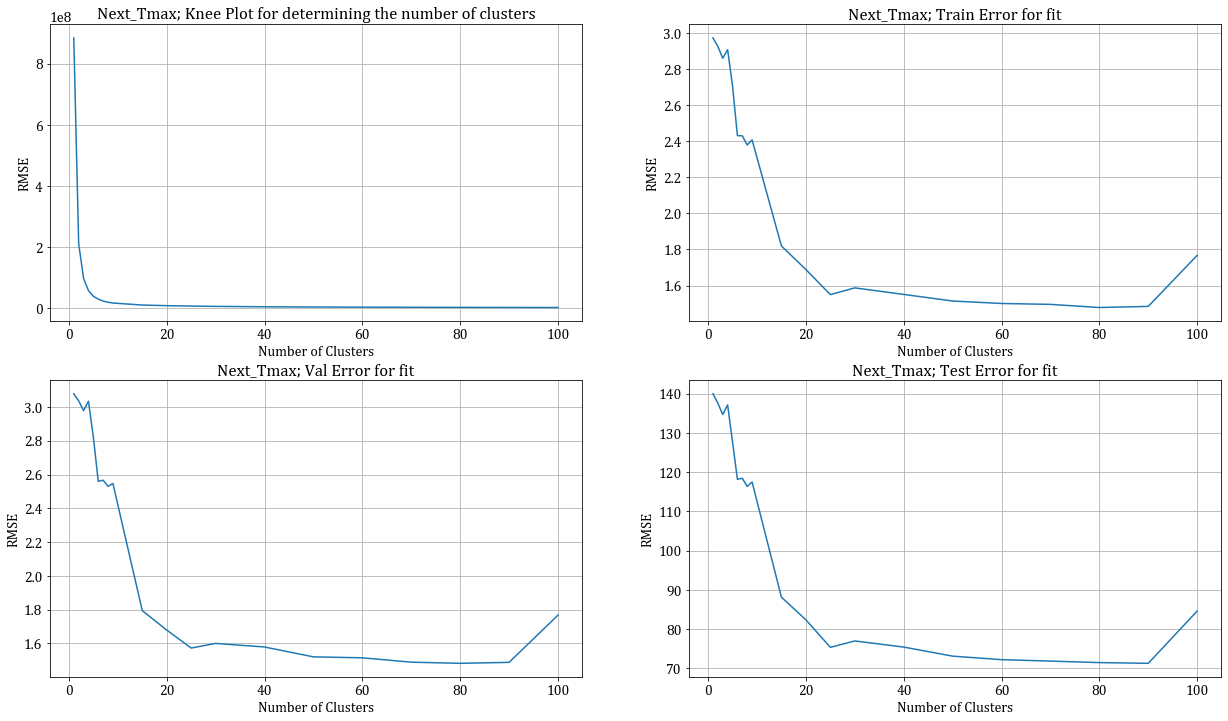 Next_Tmax; Knee Plot for determining the number of clusters
1e8
8
6
4
2
0
RMSE
0 20 40 60 80 100
Number of Clusters
Next_Tmax; Train Error for fit
3.0
2.8
2.6
2.4
2.2
2.0
1.8
1.6
RMSE
0 20 40 60 80 100
Number of Clusters
Next_Tmax; Val Error for fit
3.0
2.8
2.6
2.4
2.2
2.0
1.8
1.6
RMSE
0 20 40 60 80 100
Number of Clusters
Next_Tmax; Test Error for fit
140
130
120
110
100
90
80
70
RMSE
0 20 40 60 80 100
Number of Clusters